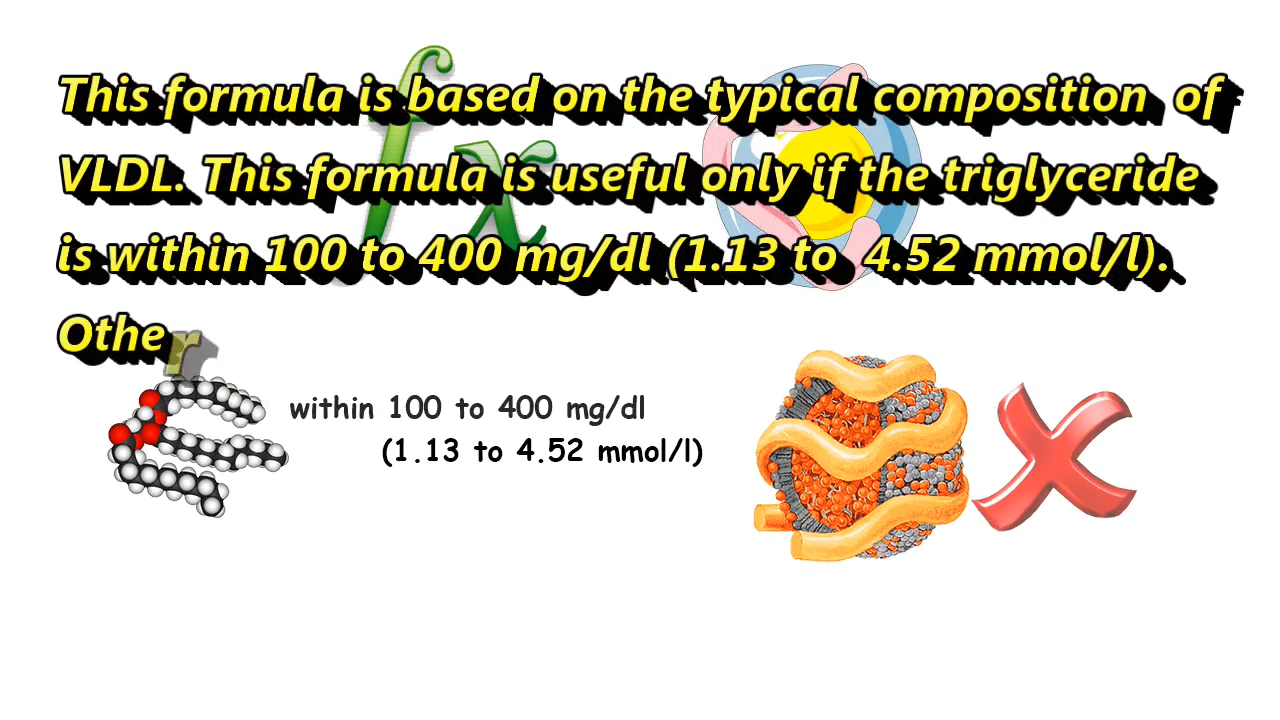 This formula is based on the typical composition of
VLDL. This formula is useful only if the triglyceride
is within 100 to 400 mg/dl (1.13 to 4.52 mmol/l).
Other
fx
within 100 to 400 mg/dl
(1.13 to 4.52 mmol/l)